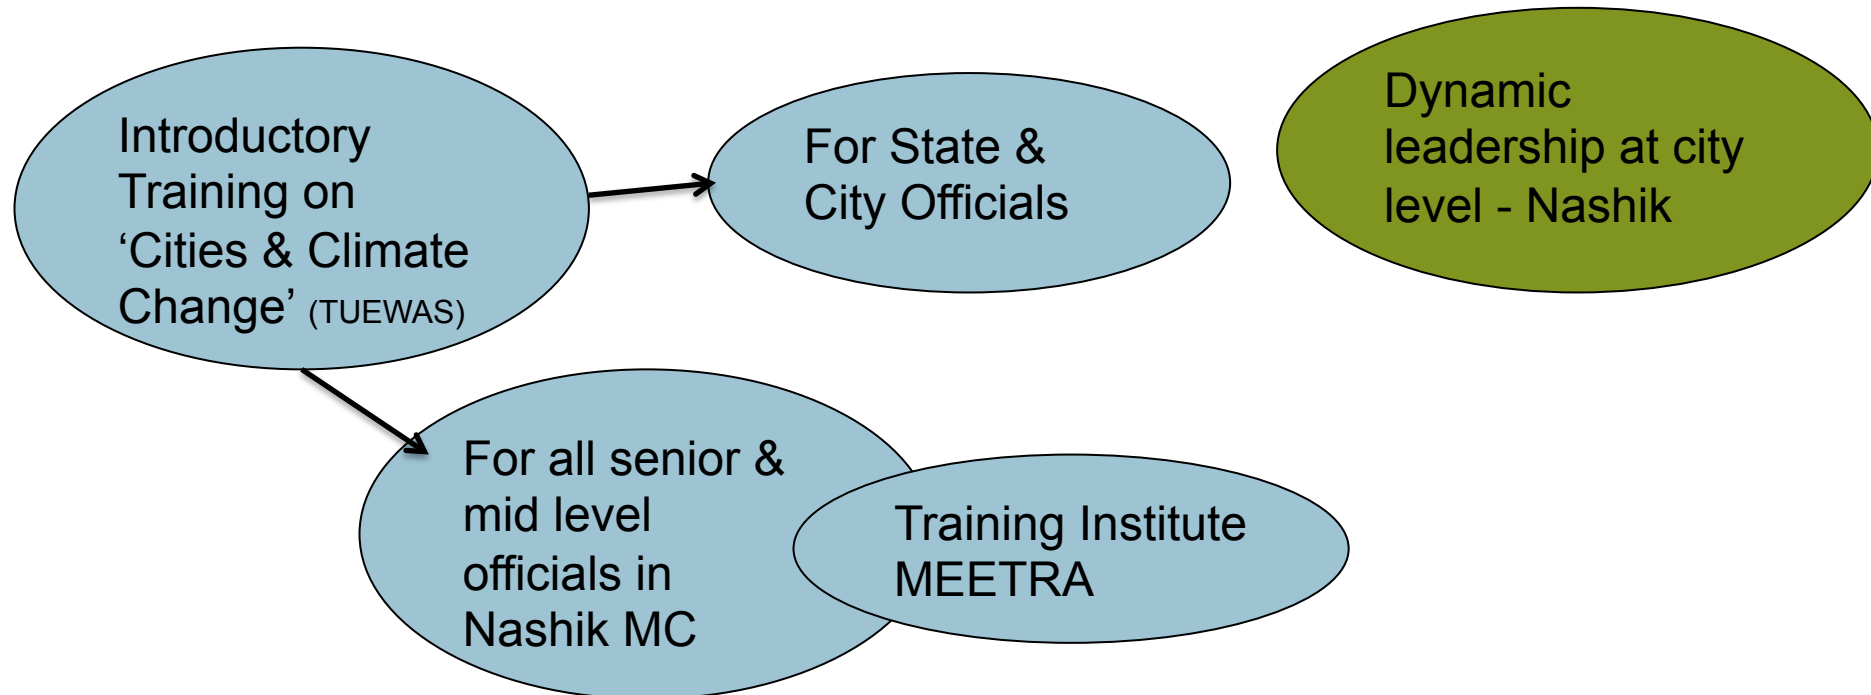 Introductory
Training on
‘Cities & Climate
Change’ (TUEWAS)
For State &
City Officials
Dynamic
leadership at city
level - Nashik
For all senior &
mid level
officials in
Nashik MC
Training Institute
MEETRA